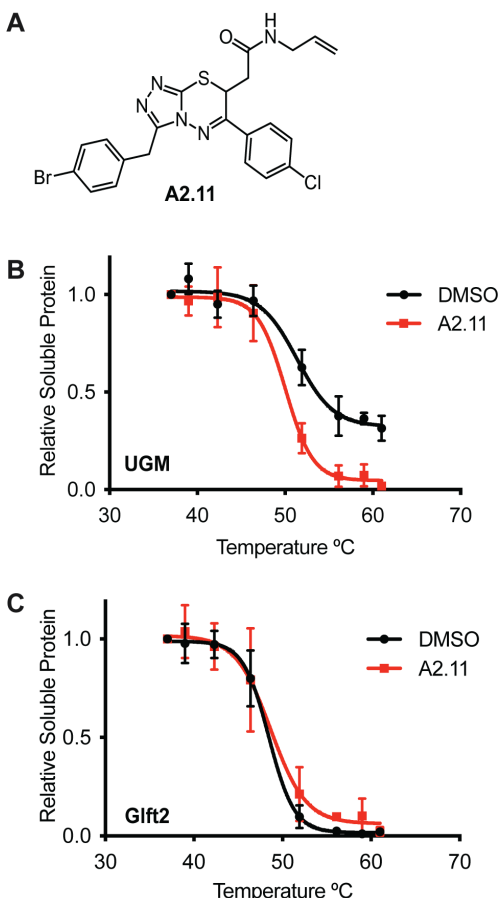 A
O
H
N
S
N
N
N
N
Br
Cl
A2.11
B
Relative Soluble Protein
1.0
0.5
0.0
30 40 50 60 70
Temperature ºC
UGM
DMSO
A2.11
C
Relative Soluble Protein
1.0
0.5
0.0
30 40 50 60 70
Temperature ºC
Glft2
DMSO
A2.11